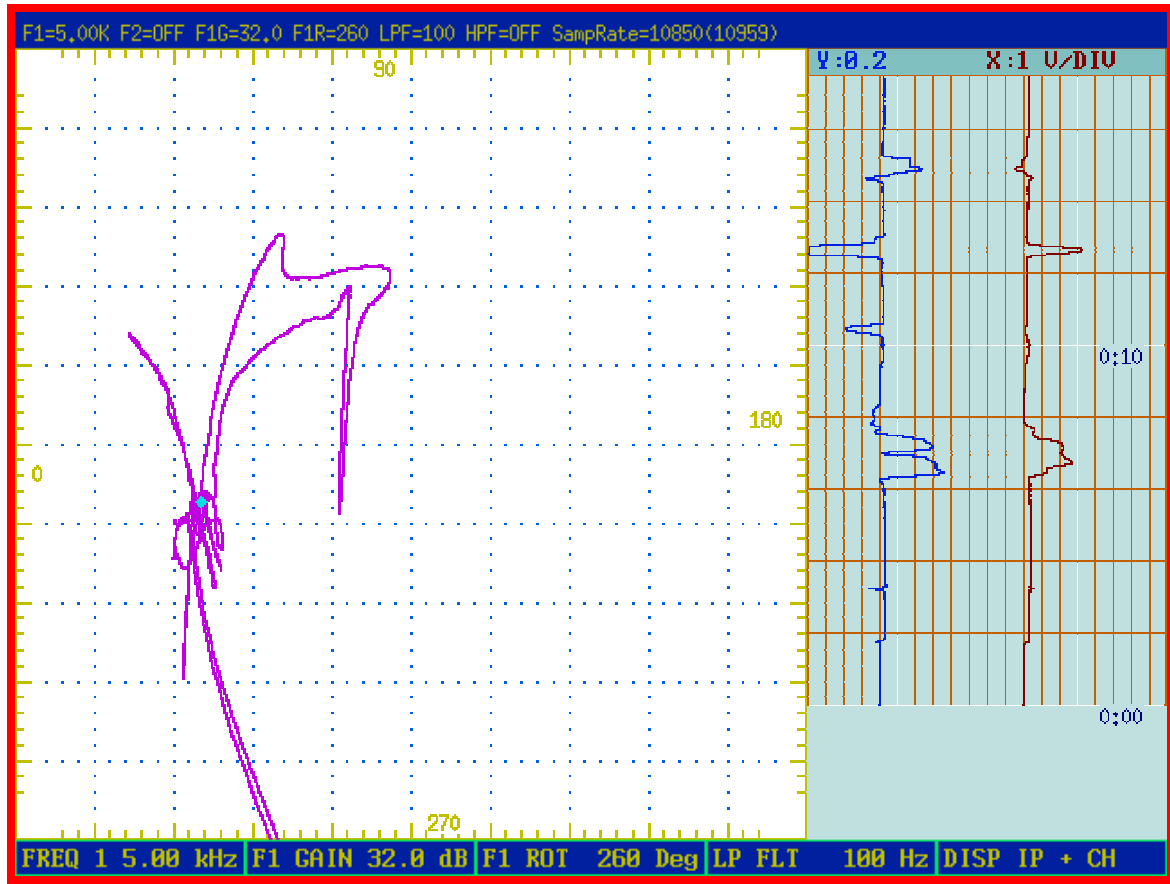 F1=5.00K F2=OFF F1G=32.0 F1R=260 LPF=100 HPF=OFF SampRate=10850(10959)
90
Y:0.2 X:1 V/DIV
0:10
180
0
0:00
270
FREQ 1 5.00 kHz F1 GAIN 32.0 dB F1 ROT 260 Deg LP FLT 100 Hz DISP IP + CH